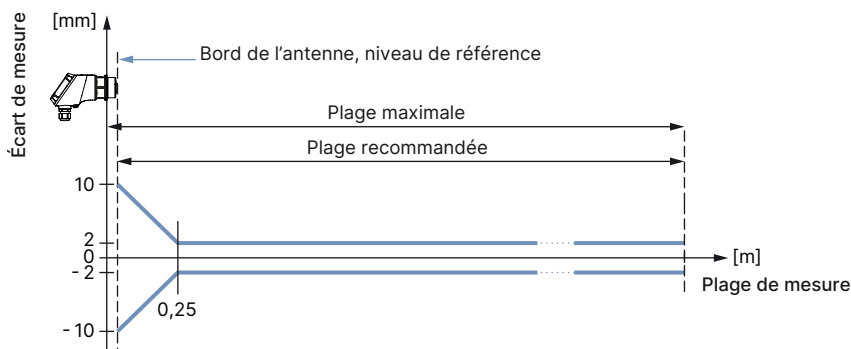 [mm]
Écart de mesure
Bord de l’antenne, niveau de référence
Plage maximale
Plage recommandée
10
2
0
- 2
- 10
0,25
[m]
Plage de mesure